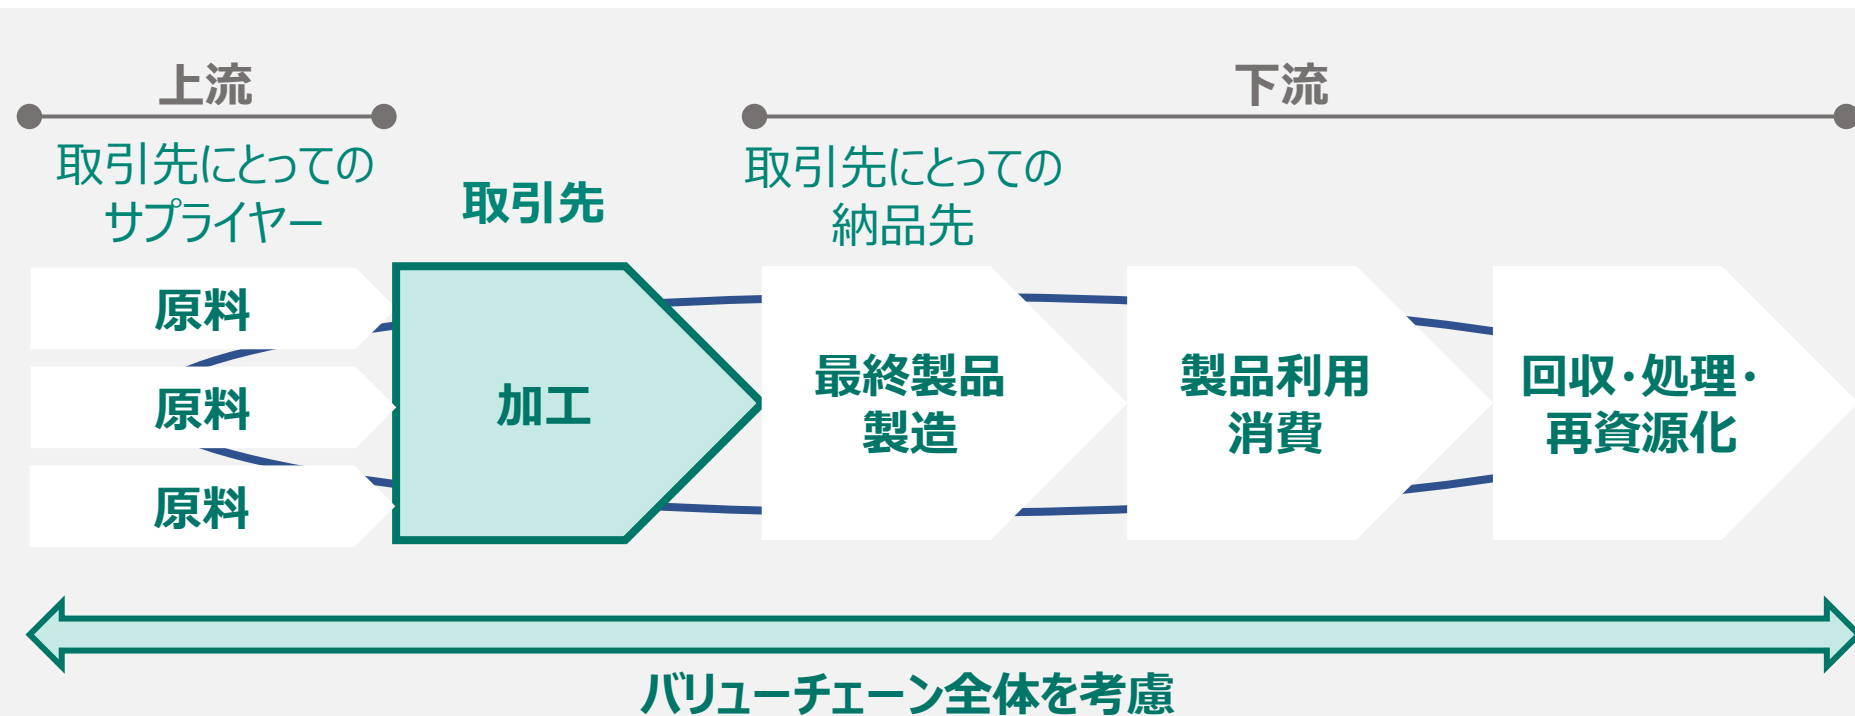 上流
下流
取引先にとっての
サプライヤー
取引先
取引先にとっての
納品先
原料
原料
原料
加工
最終製品
製造
製品利用
消費
回収・処理・
再資源化
バリューチェーン全体を考慮